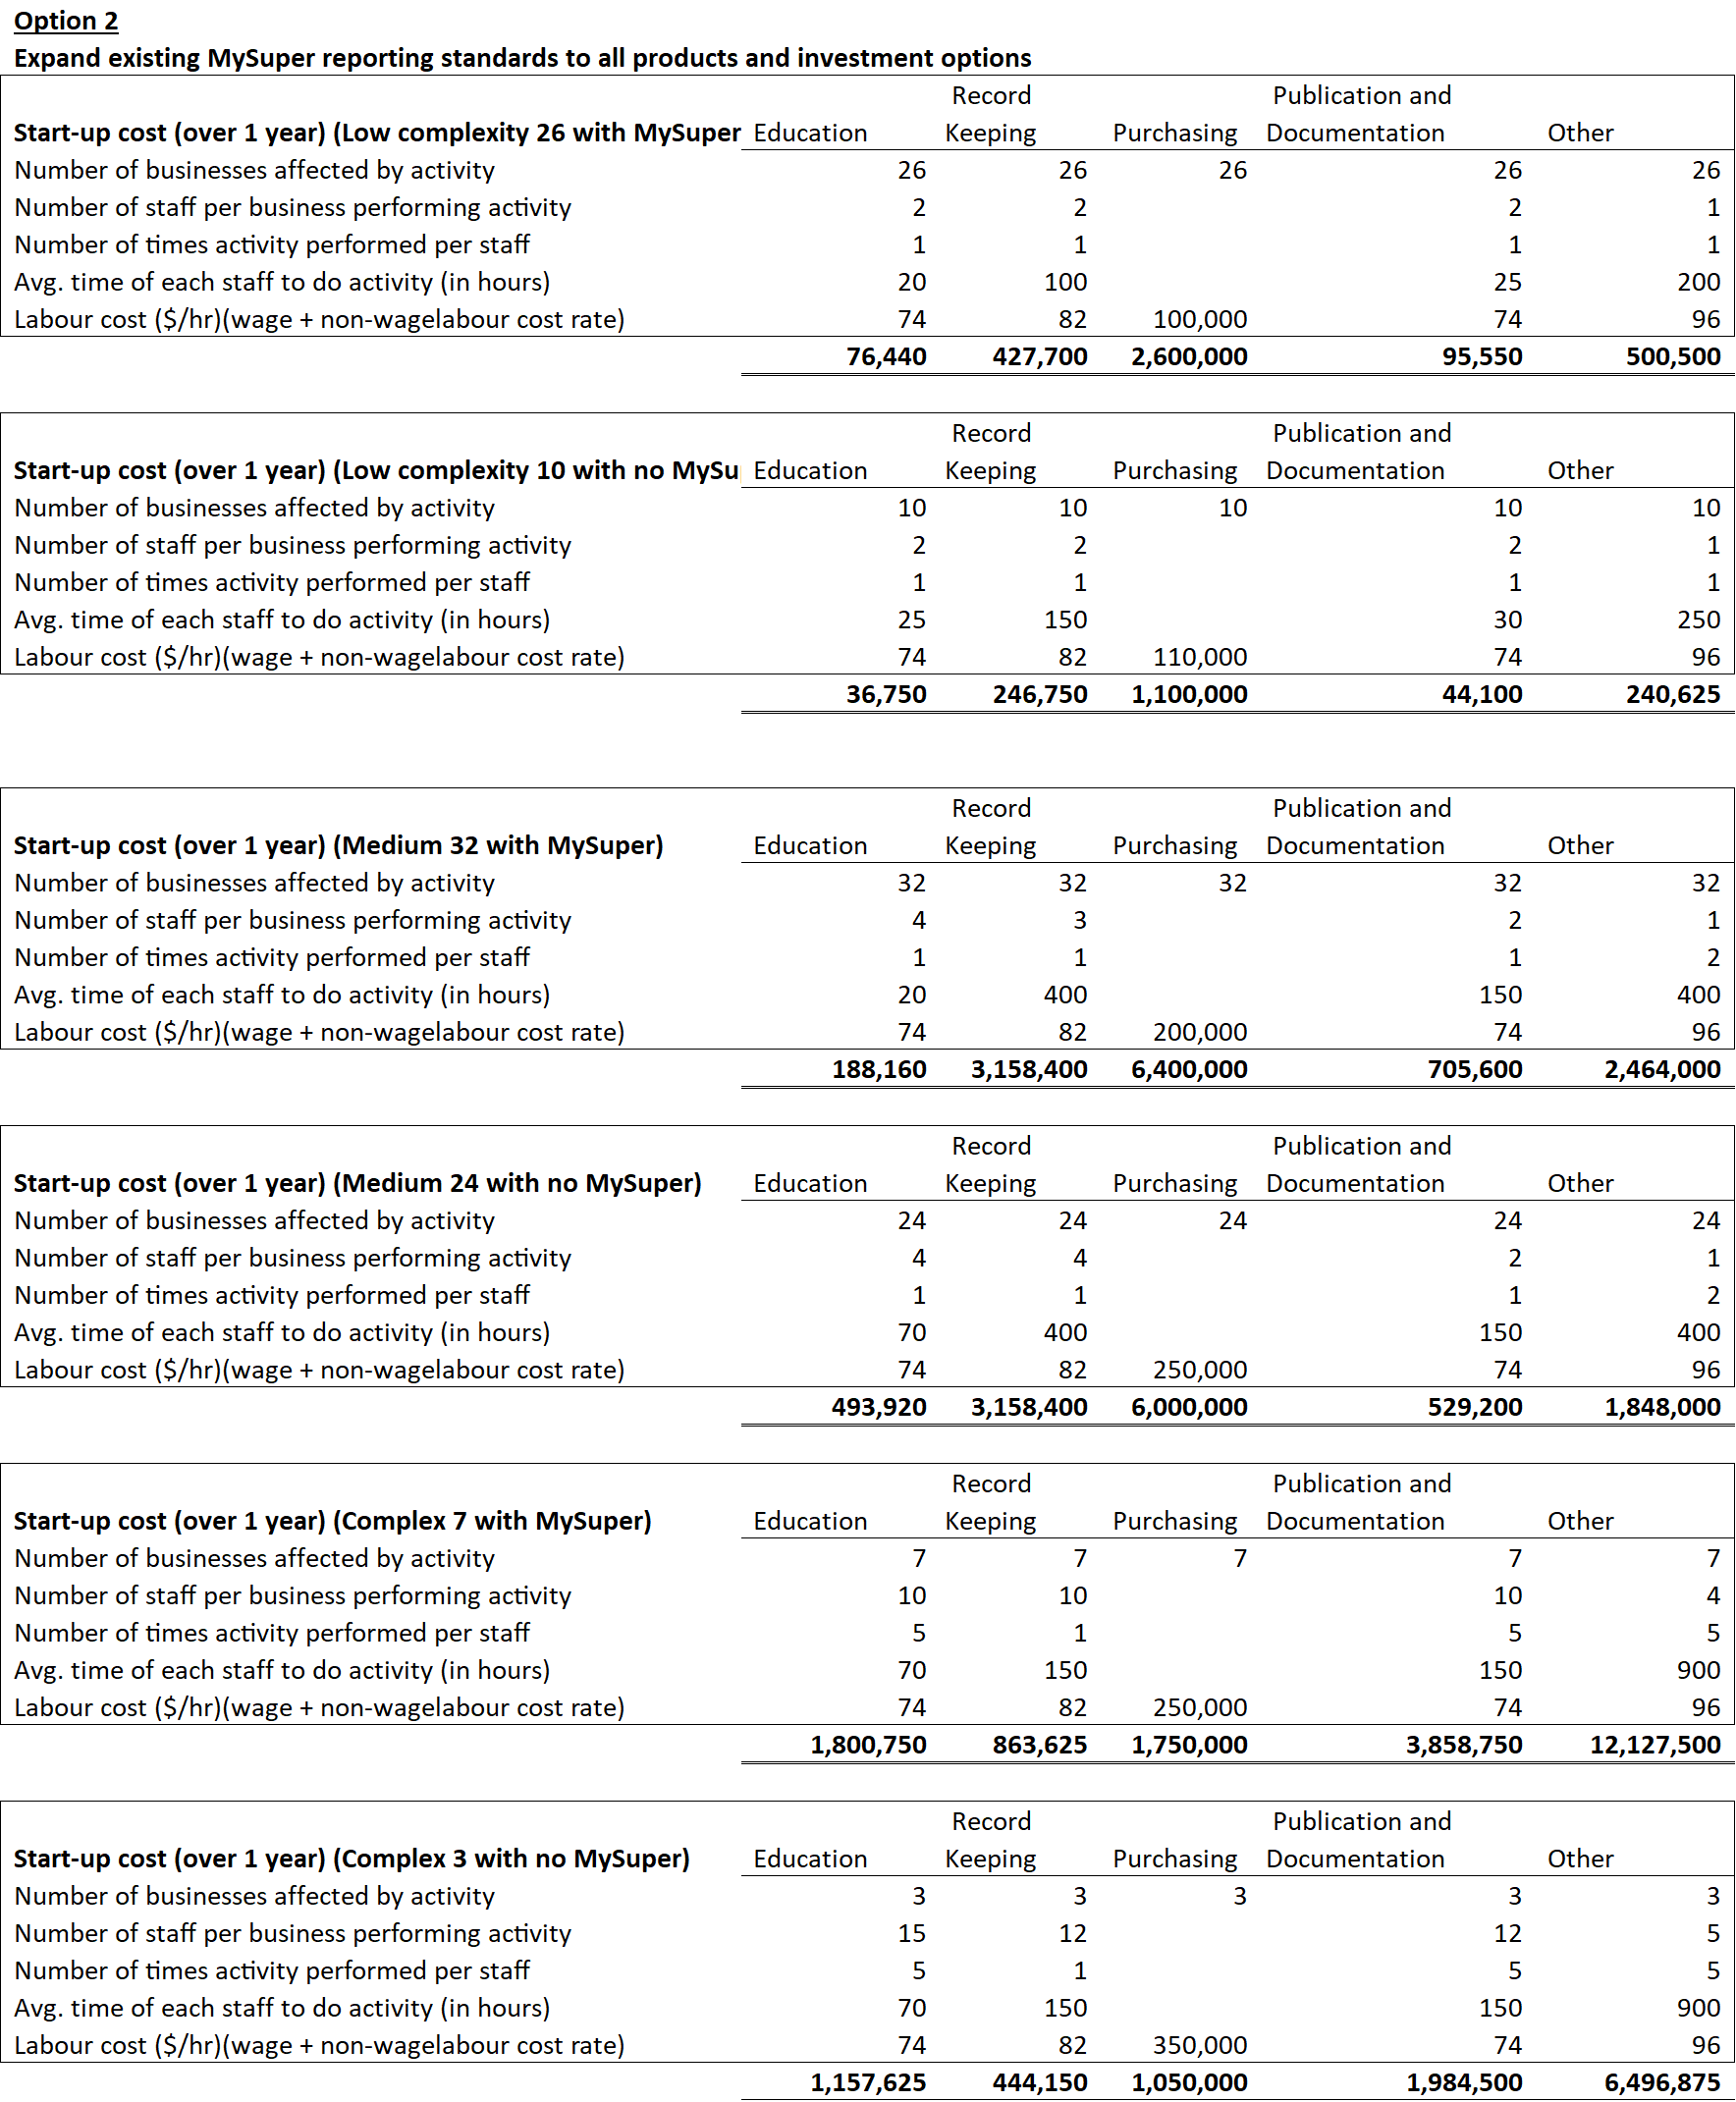 Option 2
Expand existing MySuper reporting standards to all products and investment options
Record Publication and
Start-up cost (over 1 year) (Low complexity 26 with MySuper Education Keeping Purchasing Documentation Other
Number of businesses affected by activity 26 26 26 26 26
Number of staff per business performing activity 2 2 2 1
Number of times activity performed per staff 1 1 1 1
Avg. time of each staff to do activity (in hours) 20 100 25 200
Labour cost ($/hr)(wage + non-wagelabour cost rate) 74 82 100,000 74 96
76,440 427,700 2,600,000 95,550 500,500
Record Publication and
Start-up cost (over 1 year) (Low complexity 10 with no MySu Education Keeping Purchasing Documentation Other
Number of businesses affected by activity 10 10 10 10 10
Number of staff per business performing activity 2 2 2 1
Number of times activity performed per staff 1 1 1 1
Avg. time of each staff to do activity (in hours) 25 150 30 250
Labour cost ($/hr)(wage + non-wagelabour cost rate) 74 82 110,000 74 96
36,750 246,750 1,100,000 44,100 240,625
Record Publication and
Start-up cost (over 1 year) (Medium 32 with MySuper) Education Keeping Purchasing Documentation Other
Number of businesses affected by activity 32 32 32 32 32
Number of staff per business performing activity 4 3 2 1
Number of times activity performed per staff 1 1 1 2
Avg. time of each staff to do activity (in hours) 20 400 150 400
Labour cost ($/hr)(wage + non-wagelabour cost rate) 74 82 200,000 74 96
188,160 3,158,400 6,400,000 705,600 2,464,000
Record Publication and
Start-up cost (over 1 year) (Medium 24 with no MySuper) Education Keeping Purchasing Documentation Other
Number of businesses affected by activity 24 24 24 24 24
Number of staff per business performing activity 4 4 2 1
Number of times activity performed per staff 1 1 1 2
Avg. time of each staff to do activity (in hours) 70 400 150 400
Labour cost ($/hr)(wage + non-wagelabour cost rate) 74 82 250,000 74 96
493,920 3,158,400 6,000,000 529,200 1,848,000
Record Publication and
Start-up cost (over 1 year) (Complex 7 with MySuper) Education Keeping Purchasing Documentation Other
Number of businesses affected by activity 7 7 7 7 7
Number of staff per business performing activity 10 10 10 4
Number of times activity performed per staff 5 1 5 5
Avg. time of each staff to do activity (in hours) 70 150 150 900
Labour cost ($/hr)(wage + non-wagelabour cost rate) 74 82 250,000 74 96
1,800,750 863,625 1,750,000 3,858,750 12,127,500
Record Publication and
Start-up cost (over 1 year) (Complex 3 with no MySuper) Education Keeping Purchasing Documentation Other
Number of businesses affected by activity 3 3 3 3 3
Number of staff per business performing activity 15 12 12 5
Number of times activity performed per staff 5 1 5 5
Avg. time of each staff to do activity (in hours) 70 150 150 900
Labour cost ($/hr)(wage + non-wagelabour cost rate) 74 82 350,000 74 96
1,157,625 444,150 1,050,000 1,984,500 6,496,875